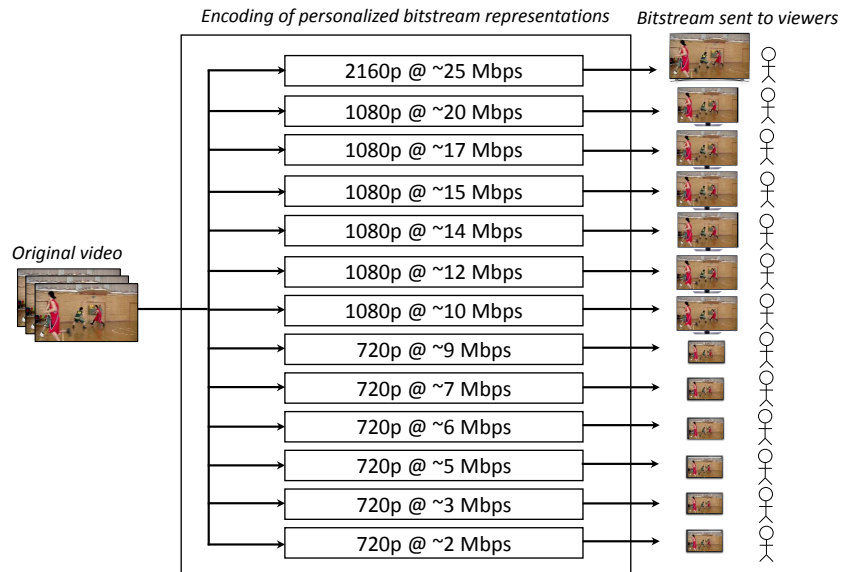 Encoding of personalized bitstream representations
Bitstream sent to viewers
2160p @ ~25 Mbps
1080p @ ~20 Mbps
1080p @ ~17 Mbps
1080p @ ~15 Mbps
1080p @ ~14 Mbps
Original video
1080p @ ~12 Mbps
1080p @ ~10 Mbps
720p @ ~9 Mbps
720p @ ~7 Mbps
720p @ ~6 Mbps
720p @ ~5 Mbps
720p @ ~3 Mbps
720p @ ~2 Mbps